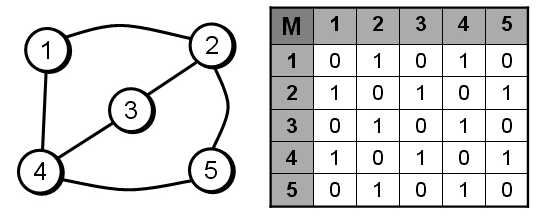 1
2
3
4
5
M 1 2 3 4 5
1 0 1 0 1 0
2 1 0 1 0 1
3 0 1 0 1 0
4 1 0 1 0 1
5 0 1 0 1 0